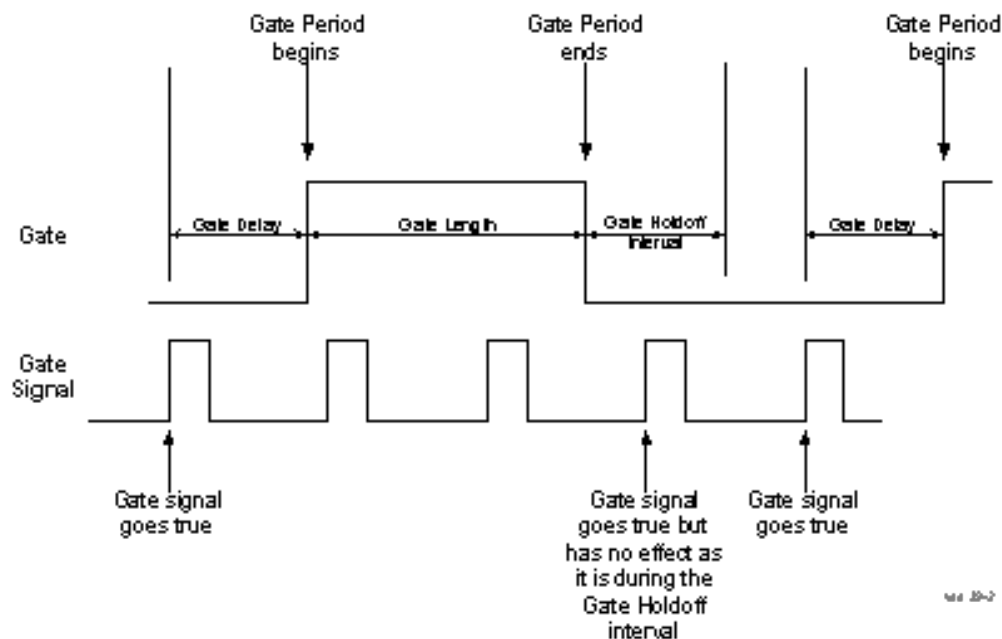 Gate Period
begins
Gate Period
ends
Gate Period
begins
Gate
Gate Delay
Gate Length
Gate Holdoff
Interval
Gate Delay
Gate
Signal
Gate signal
goes true
Gate signal
goes true but
has no effect as
it is during the
Gate Holdoff
interval
Gate signal
goes true